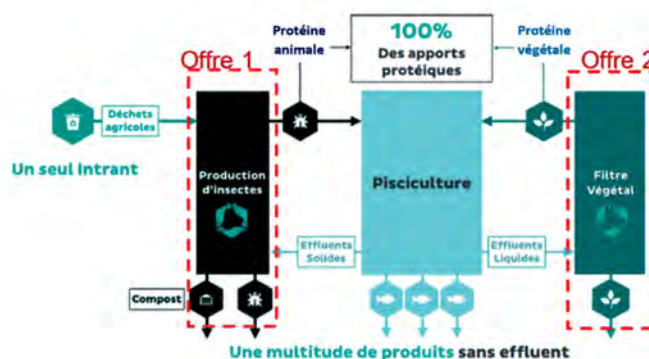 Protéine
animale
100%
Des apports
protéiques
Protéine
végétale
Offre 1
Offre 2
Déchets
agricoles
Un seul intrant
Production
d'insectes
Pisciculture
Filtre
Végétal
Effluents
Solides
Effluents
Liquides
Compost
Une multitude de produits sans effluent